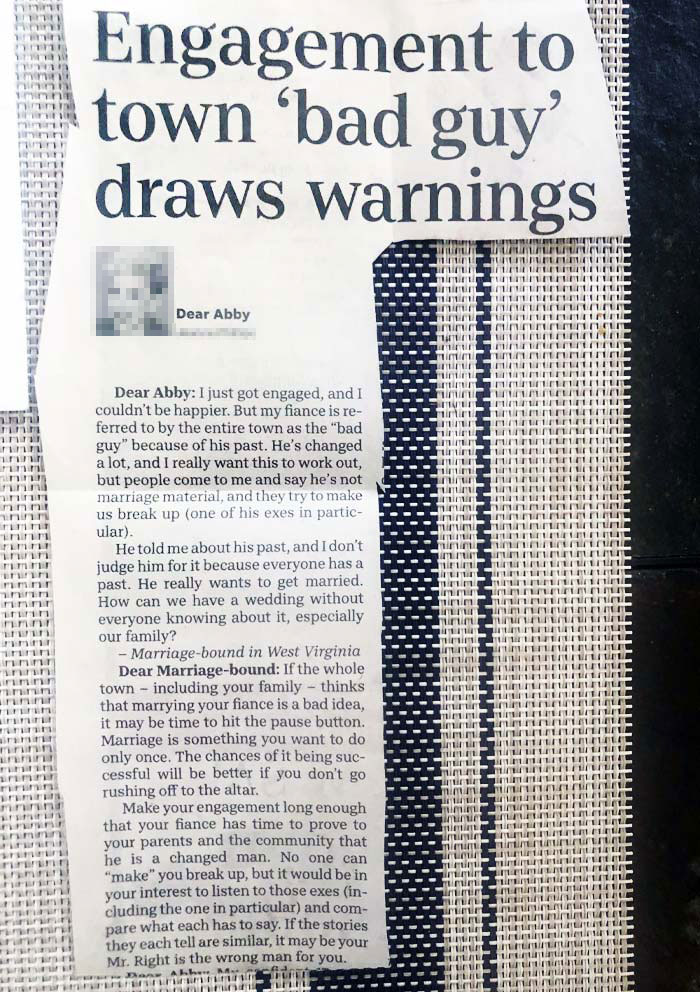 Engagement to
town ‘bad guy’
draws warnings
Dear Abby
Dear Abby: I just got engaged, and I
couldn’t be happier. But my fiance is re-
ferred to by the entire town as the “bad
guy” because of his past. He’s changed
a lot, and I really want this to work out,
but people come to me and say he’s not
marriage material, and they try to make
us break up (one of his exes in partic-
ular).
He told me about his past, and I don’t
judge him for it because everyone has a
past. He really wants to get married.
How can we have a wedding without
everyone knowing about it, especially
our family?
– Marriage-bound in West Virginia
Dear Marriage-bound: If the whole
town – including your family – thinks
that marrying your fiance is a bad idea,
it may be time to hit the pause button.
Marriage is something you want to do
only once. The chances of it being suc-
cessful will be better if you don’t go
rushing off to the altar.
Make your engagement long enough
that your fiance has time to prove to
your parents and the community that
he is a changed man. No one can
“make” you break up, but it would be in
your interest to listen to those exes (in-
cluding the one in particular) and com-
pare what each has to say. If the stories
they each tell are similar, it may be your
Mr. Right is the wrong man for you.